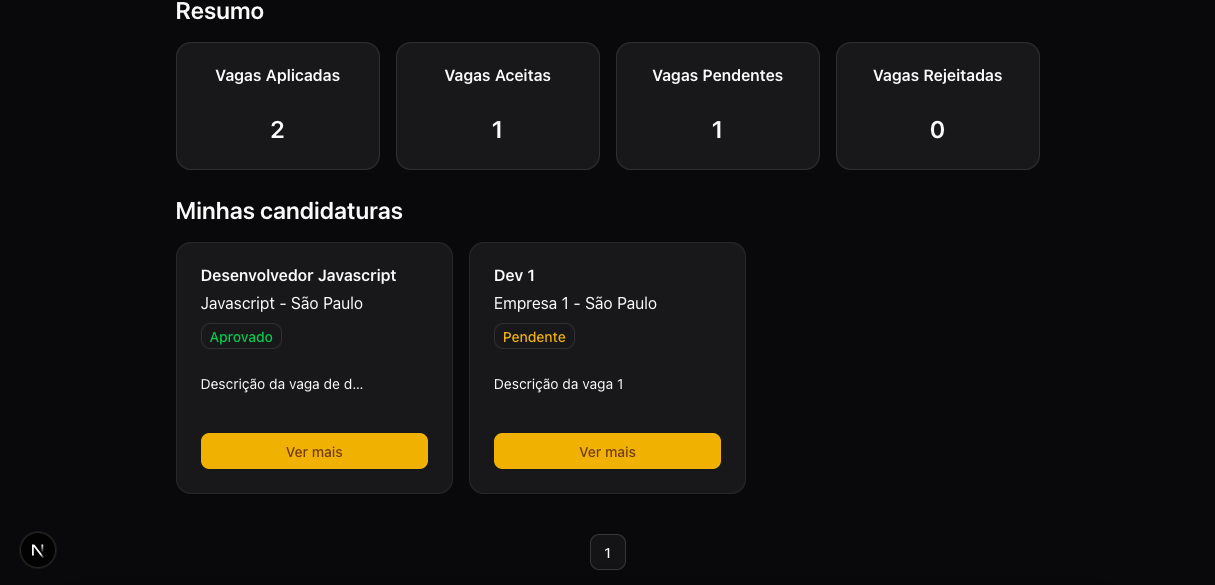 Resumo
Vagas Aplicadas
2
Vagas Aceitas
1
Vagas Pendentes
1
Vagas Rejeitadas
0
Minhas candidaturas
Desenvolvedor Javascript
Javascript - São Paulo
Aprovado
Descrição da vaga de d...
Ver mais
Dev 1
Empresa 1 - São Paulo
Pendente
Descrição da vaga 1
Ver mais
N
1